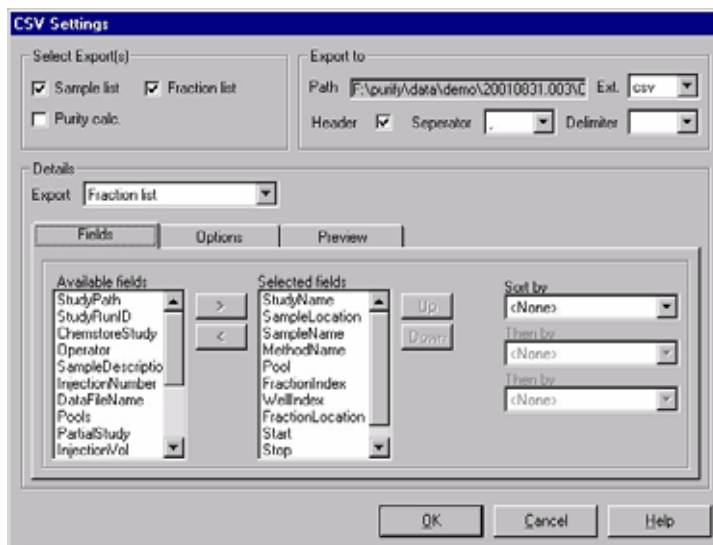 CSV Settings
Select Export(s)
Sample list
Fraction list
Purity calc.
Export to
Path F:\purify\data\demo\20010831.003\C Ext. csv
Header Seperator , Delimiter
Details
Export Fraction list
Fields Options Preview
Available fields
StudyPath
StudyRunID
ChemstoreStudy
Operator
SampleDescriptio
InjectionNumber
DataFileName
Pools
PartialStudy
InjectionVol
>
<
Selected fields
StudyName
SampleLocation
SampleName
MethodName
Pool
FractionIndex
WellIndex
FractionLocation
Start
Stop
Up
Down
Sort by
<None>
Then by
<None>
Then by
<None>
OK Cancel Help